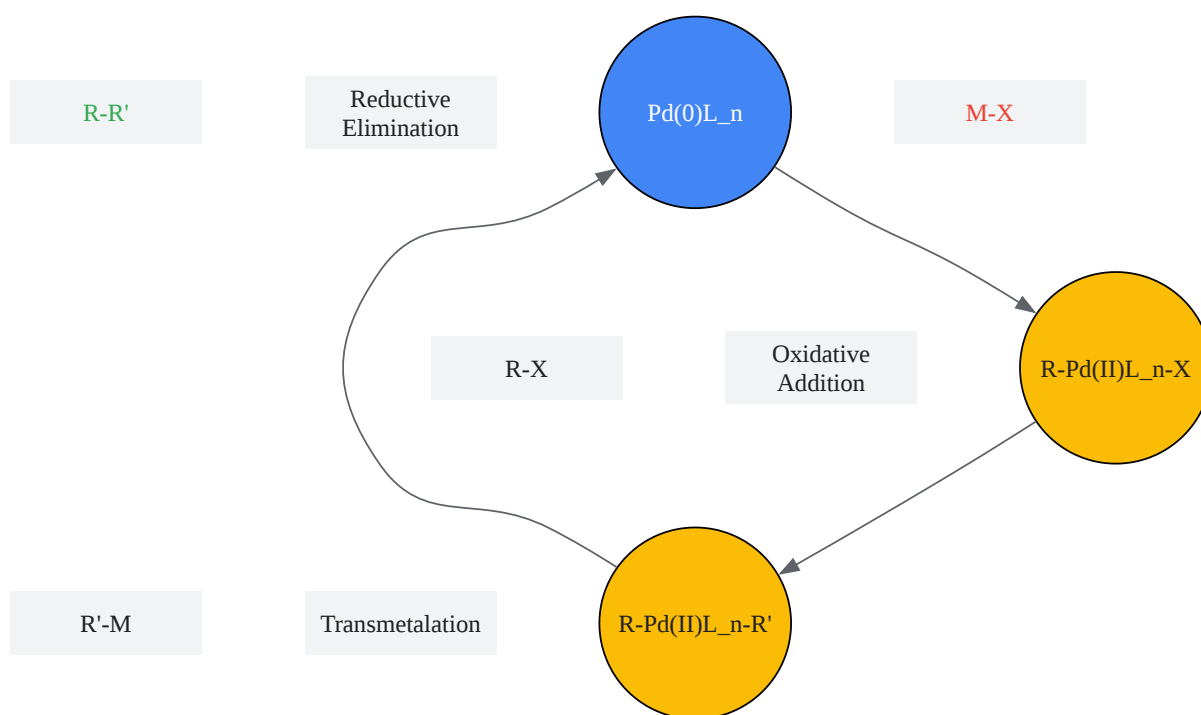 R-R'
Reductive
Elimination
Pd(0)L_n
M-X
R-X
Oxidative
Addition
R-Pd(II)L_n-X
R'-M
Transmetalation
R-Pd(II)L_n-R'